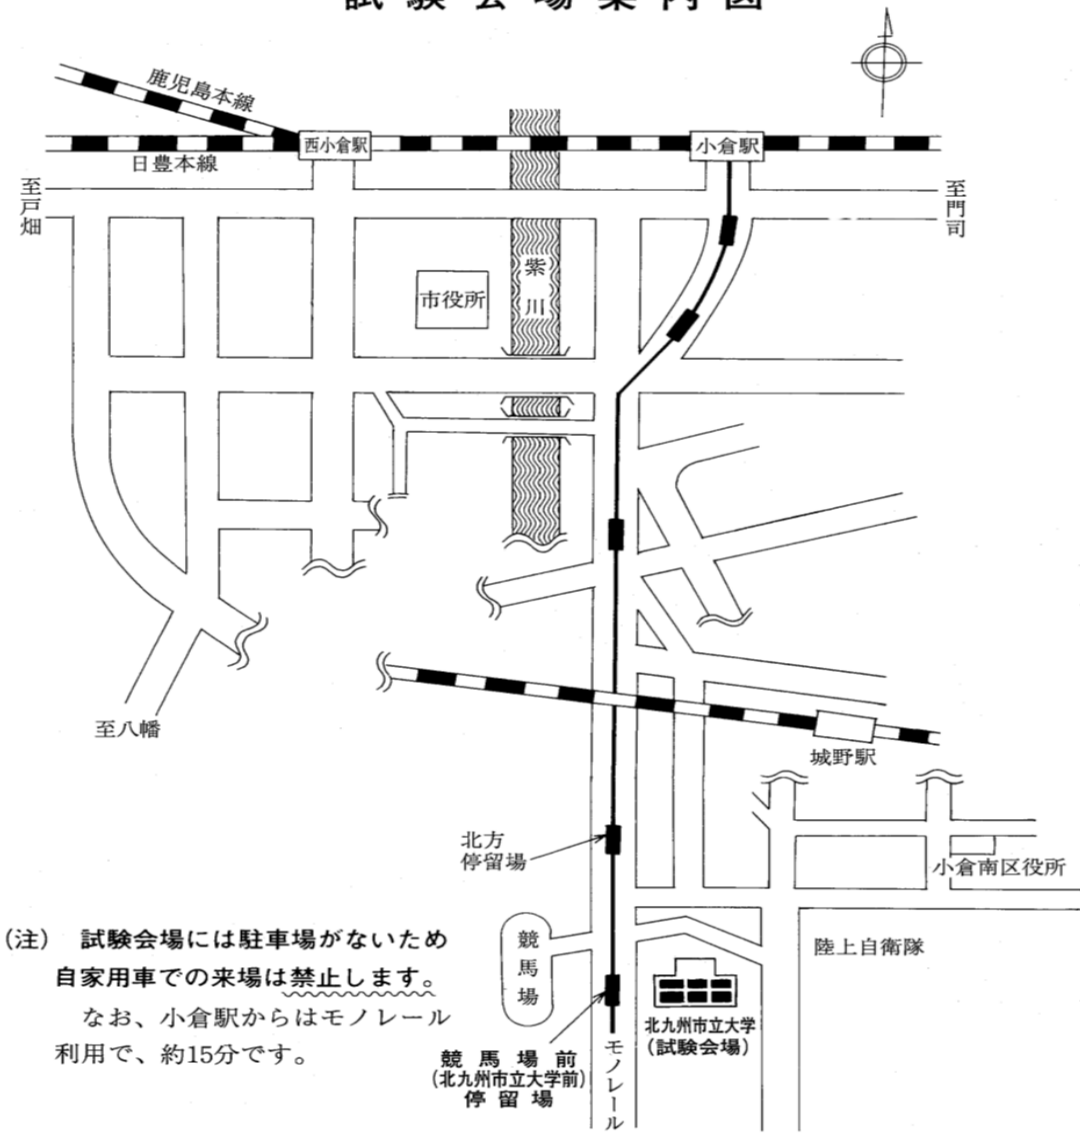 試験会場案内図
鹿児島本線
西小倉駅
小倉駅
日豊本線
至戸畑
至門司
紫川
市役所
至八幡
城野駅
北方
停留場
小倉南区役所
(注) 試験会場には駐車場がないため
自家用車での来場は禁止します。
なお、小倉駅からはモノレール
利用で、約15分です。
競馬場
陸上自衛隊
北九州市立大学
(試験会場)
競馬場前
(北九州市立大学前)
停留場
モノレール